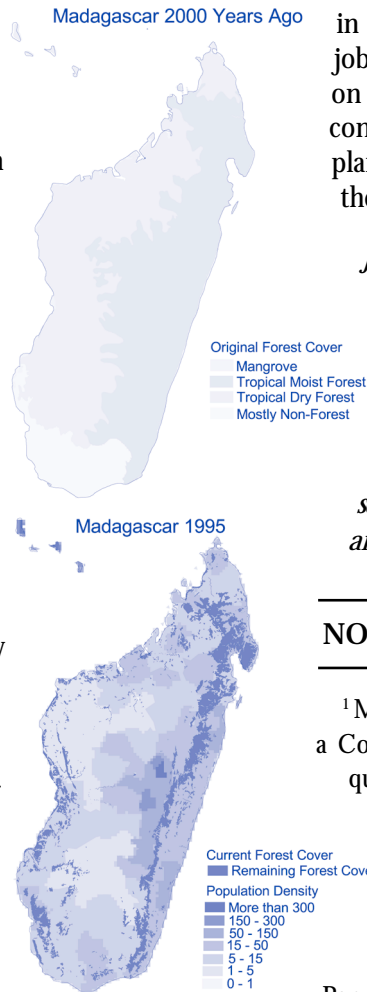 Madagascar 2000 Years Ago
Original Forest Cover
Mangrove
Tropical Moist Forest
Tropical Dry Forest
Mostly Non-Forest
Madagascar 1995
Current Forest Cover
Remaining Forest Cove
Population Density
More than 300
150 - 300
50 - 150
15 - 50
5 - 15
1 - 5
0 - 1
in
job
on
con
plan
the
NO
1 M
a Co
qu